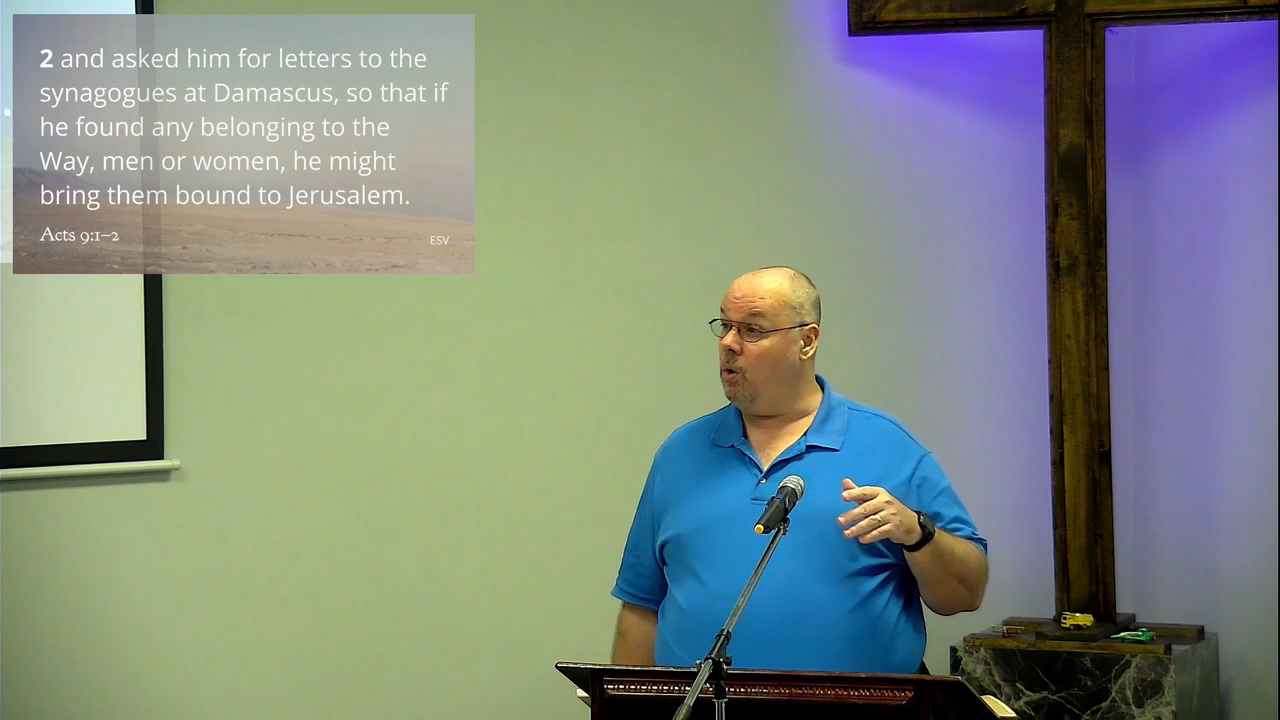 2 and asked him for letters to the
synagogues at Damascus, so that if
he found any belonging to the
Way, men or women, he might
bring them bound to Jerusalem.
Acts 9:1–2
ESV